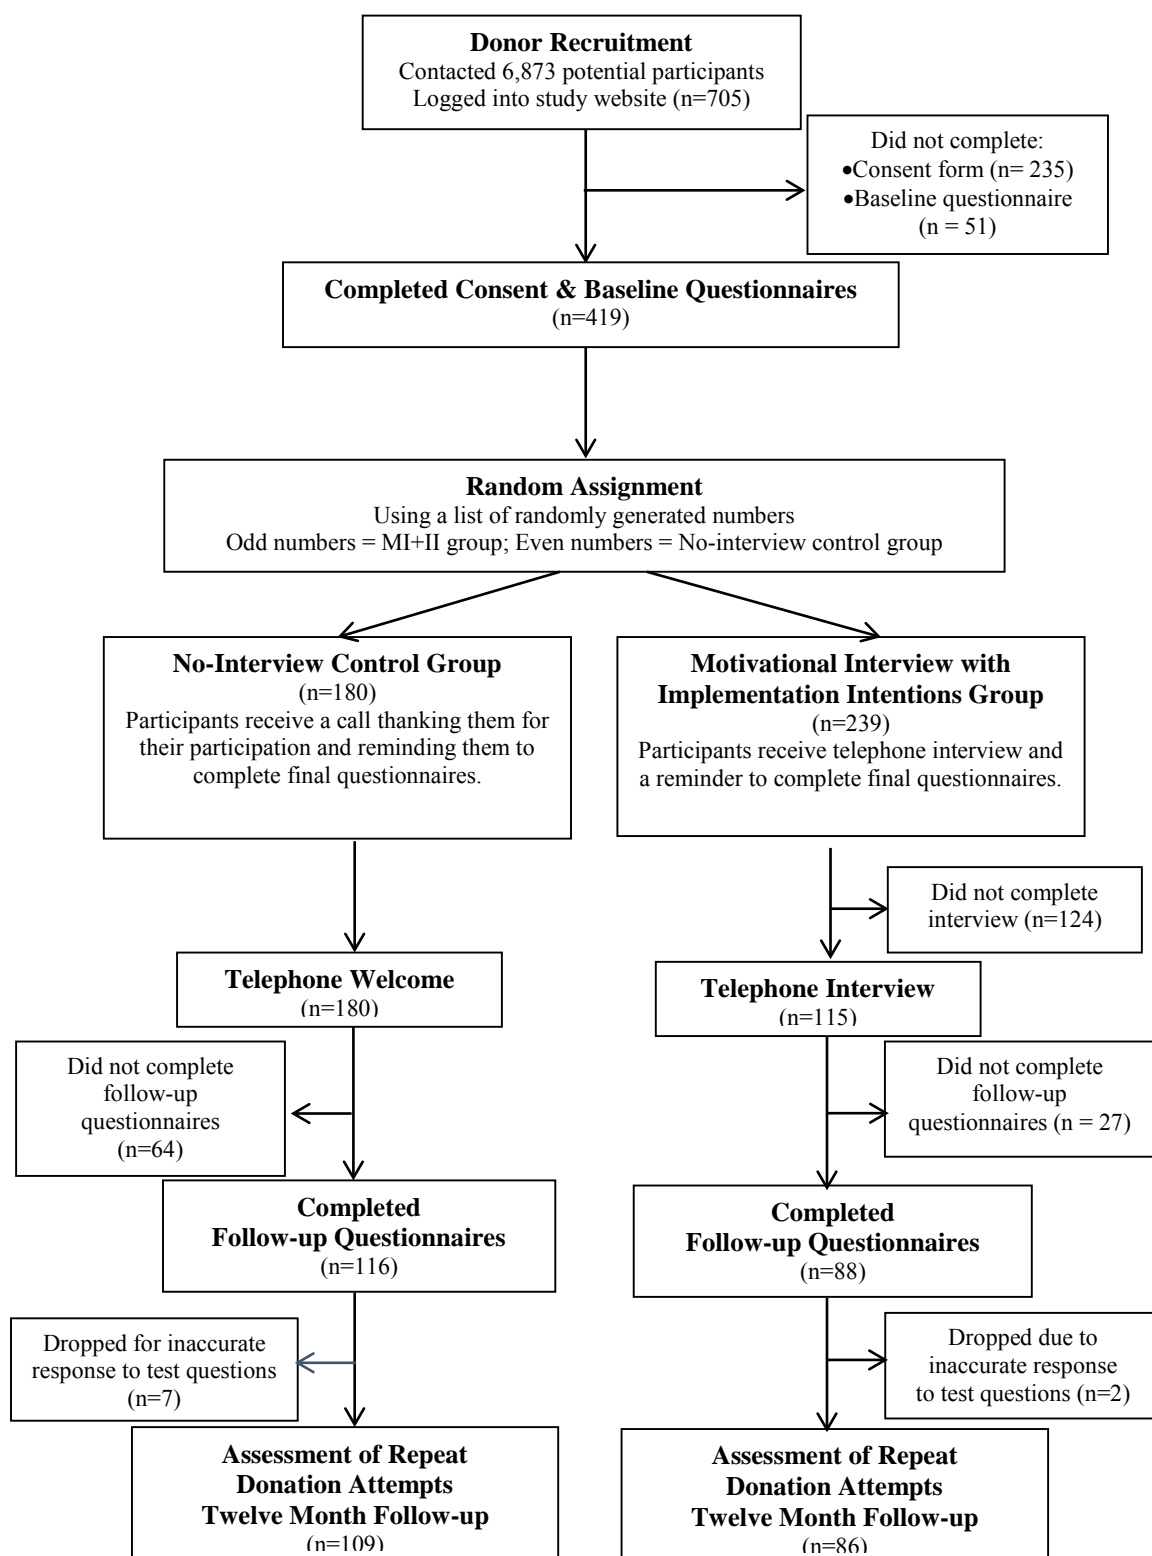 Donor Recruitment
Contacted 6,873 potential participants
Logged into study website (n=705)
Did not complete:
•Consent form (n= 235)
•Baseline questionnaire
(n = 51)
Completed Consent & Baseline Questionnaires
(n=419)
Random Assignment
Using a list of randomly generated numbers
Odd numbers = MI+II group; Even numbers = No-interview control group
No-Interview Control Group
(n=180)
Participants receive a call thanking them for
their participation and reminding them to
complete final questionnaires.
Motivational Interview with
Implementation Intentions Group
(n=239)
Participants receive telephone interview and
a reminder to complete final questionnaires.
Did not complete
interview (n=124)
Telephone Welcome
(n=180)
Telephone Interview
(n=115)
Did not complete
follow-up
questionnaires
(n=64)
Did not complete
follow-up
questionnaires (n = 27)
Completed
Follow-up Questionnaires
(n=116)
Completed
Follow-up Questionnaires
(n=88)
Dropped for inaccurate
response to test questions
(n=7)
Dropped due to
inaccurate response
to test questions (n=2)
Assessment of Repeat
Donation Attempts
Twelve Month Follow-up
(n=109)
Assessment of Repeat
Donation Attempts
Twelve Month Follow-up
(n=86)